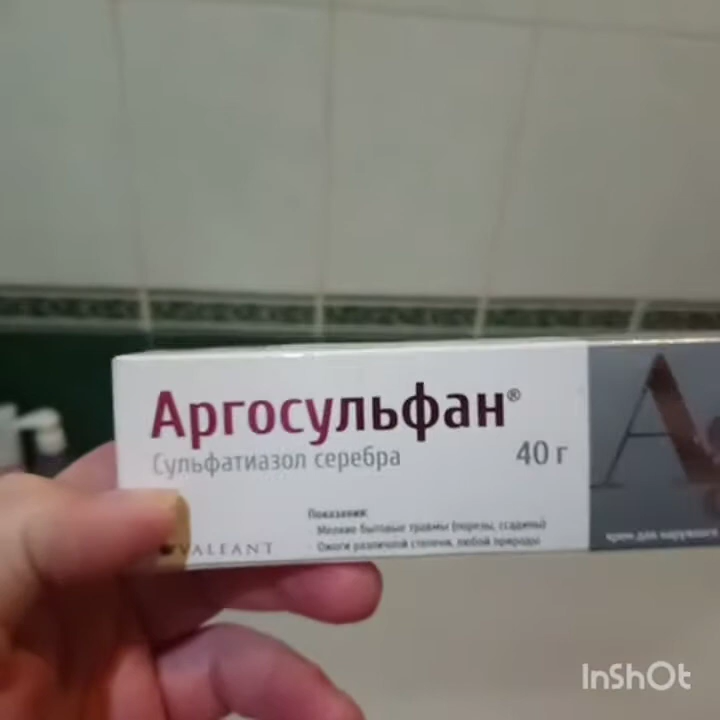 Аргосульфан®
Сульфатиазол серебра
40 г
Показания:
- Мелкие бытовые травмы (порезы, ссадины)
- Ожоги различной степени, любой природы
VALEANT
А
крем для наружного
InShOt